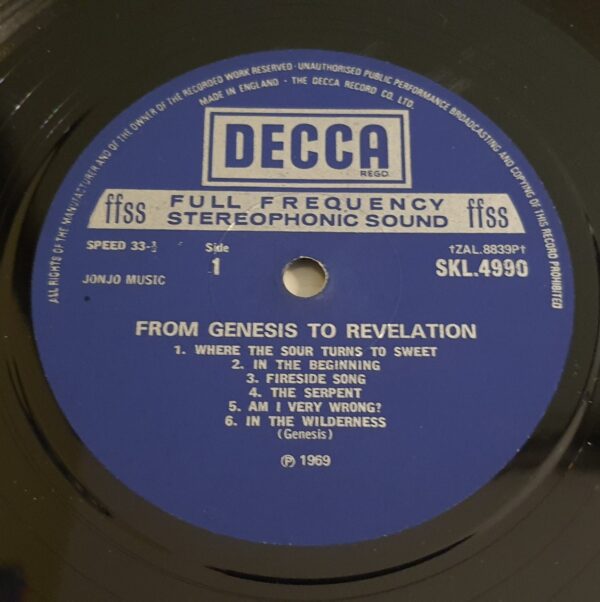 ALL RIGHTS OF THE MANUFACTURER AND OF THE OWNER OF THE RECORDED WORK RESERVED · UNAUTHORISED PUBLIC PERFORMANCE BROADCASTING AND COPYING OF THIS RECORD PROHIBITED
MADE IN ENGLAND - THE DECCA RECORD CO. LTD.
DECCA
REGD
ffss FULL FREQUENCY STEREOPHONIC SOUND ffss
SPEED 33-⅓ Side 1 †ZAL.8839P†
SKL.4990
JONJO MUSIC
FROM GENESIS TO REVELATION
1. WHERE THE SOUR TURNS TO SWEET
2. IN THE BEGINNING
3. FIRESIDE SONG
4. THE SERPENT
5. AM I VERY WRONG?
6. IN THE WILDERNESS
(Genesis)
℗ 1969